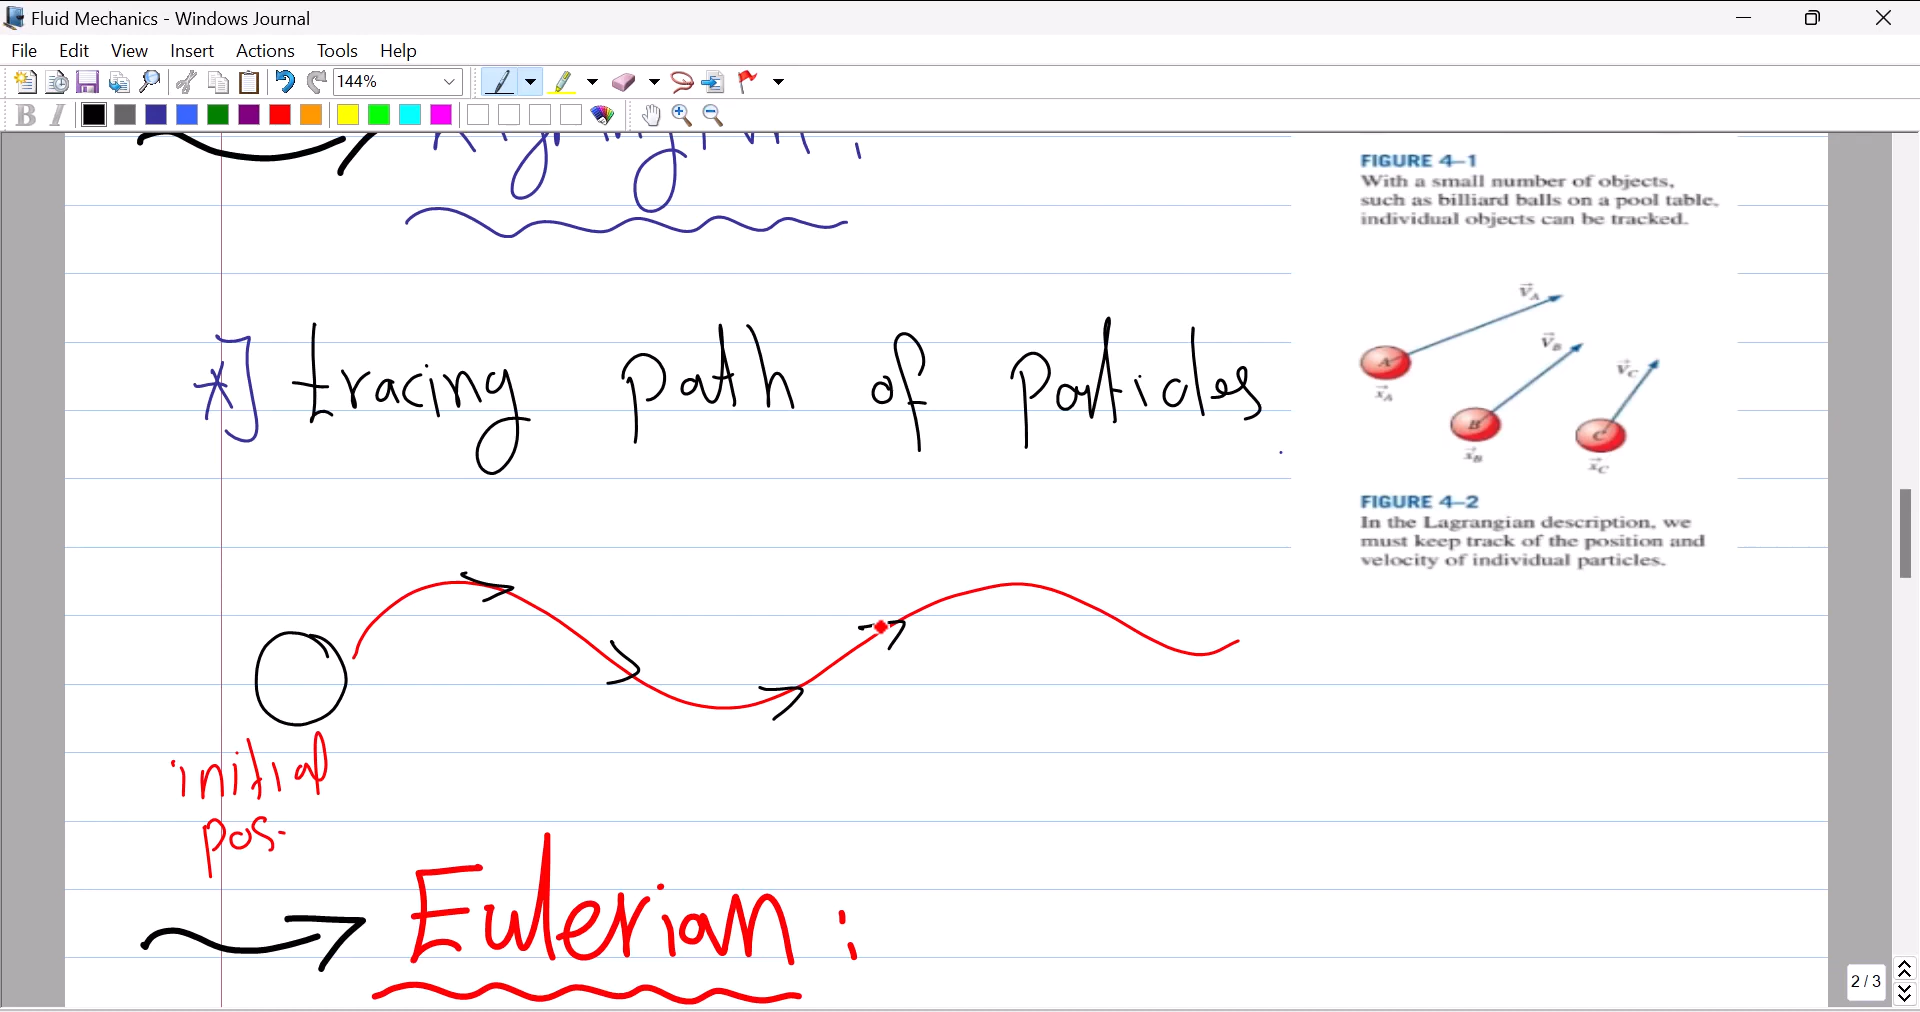 Fluid Mechanics - Windows Journal
File Edit View Insert Actions Tools Help
144%
B I
FIGURE 4–1
With a small number of objects,
such as billiard balls on a pool table,
individual objects can be tracked.
*] tracing path of Particles.
V⃗A
V⃗B
V⃗C
A
B
C
x⃗A
x⃗B
x⃗C
FIGURE 4–2
In the Lagrangian description, we
must keep track of the position and
velocity of individual particles.
initial
pos.
Eulerian :
2 / 3